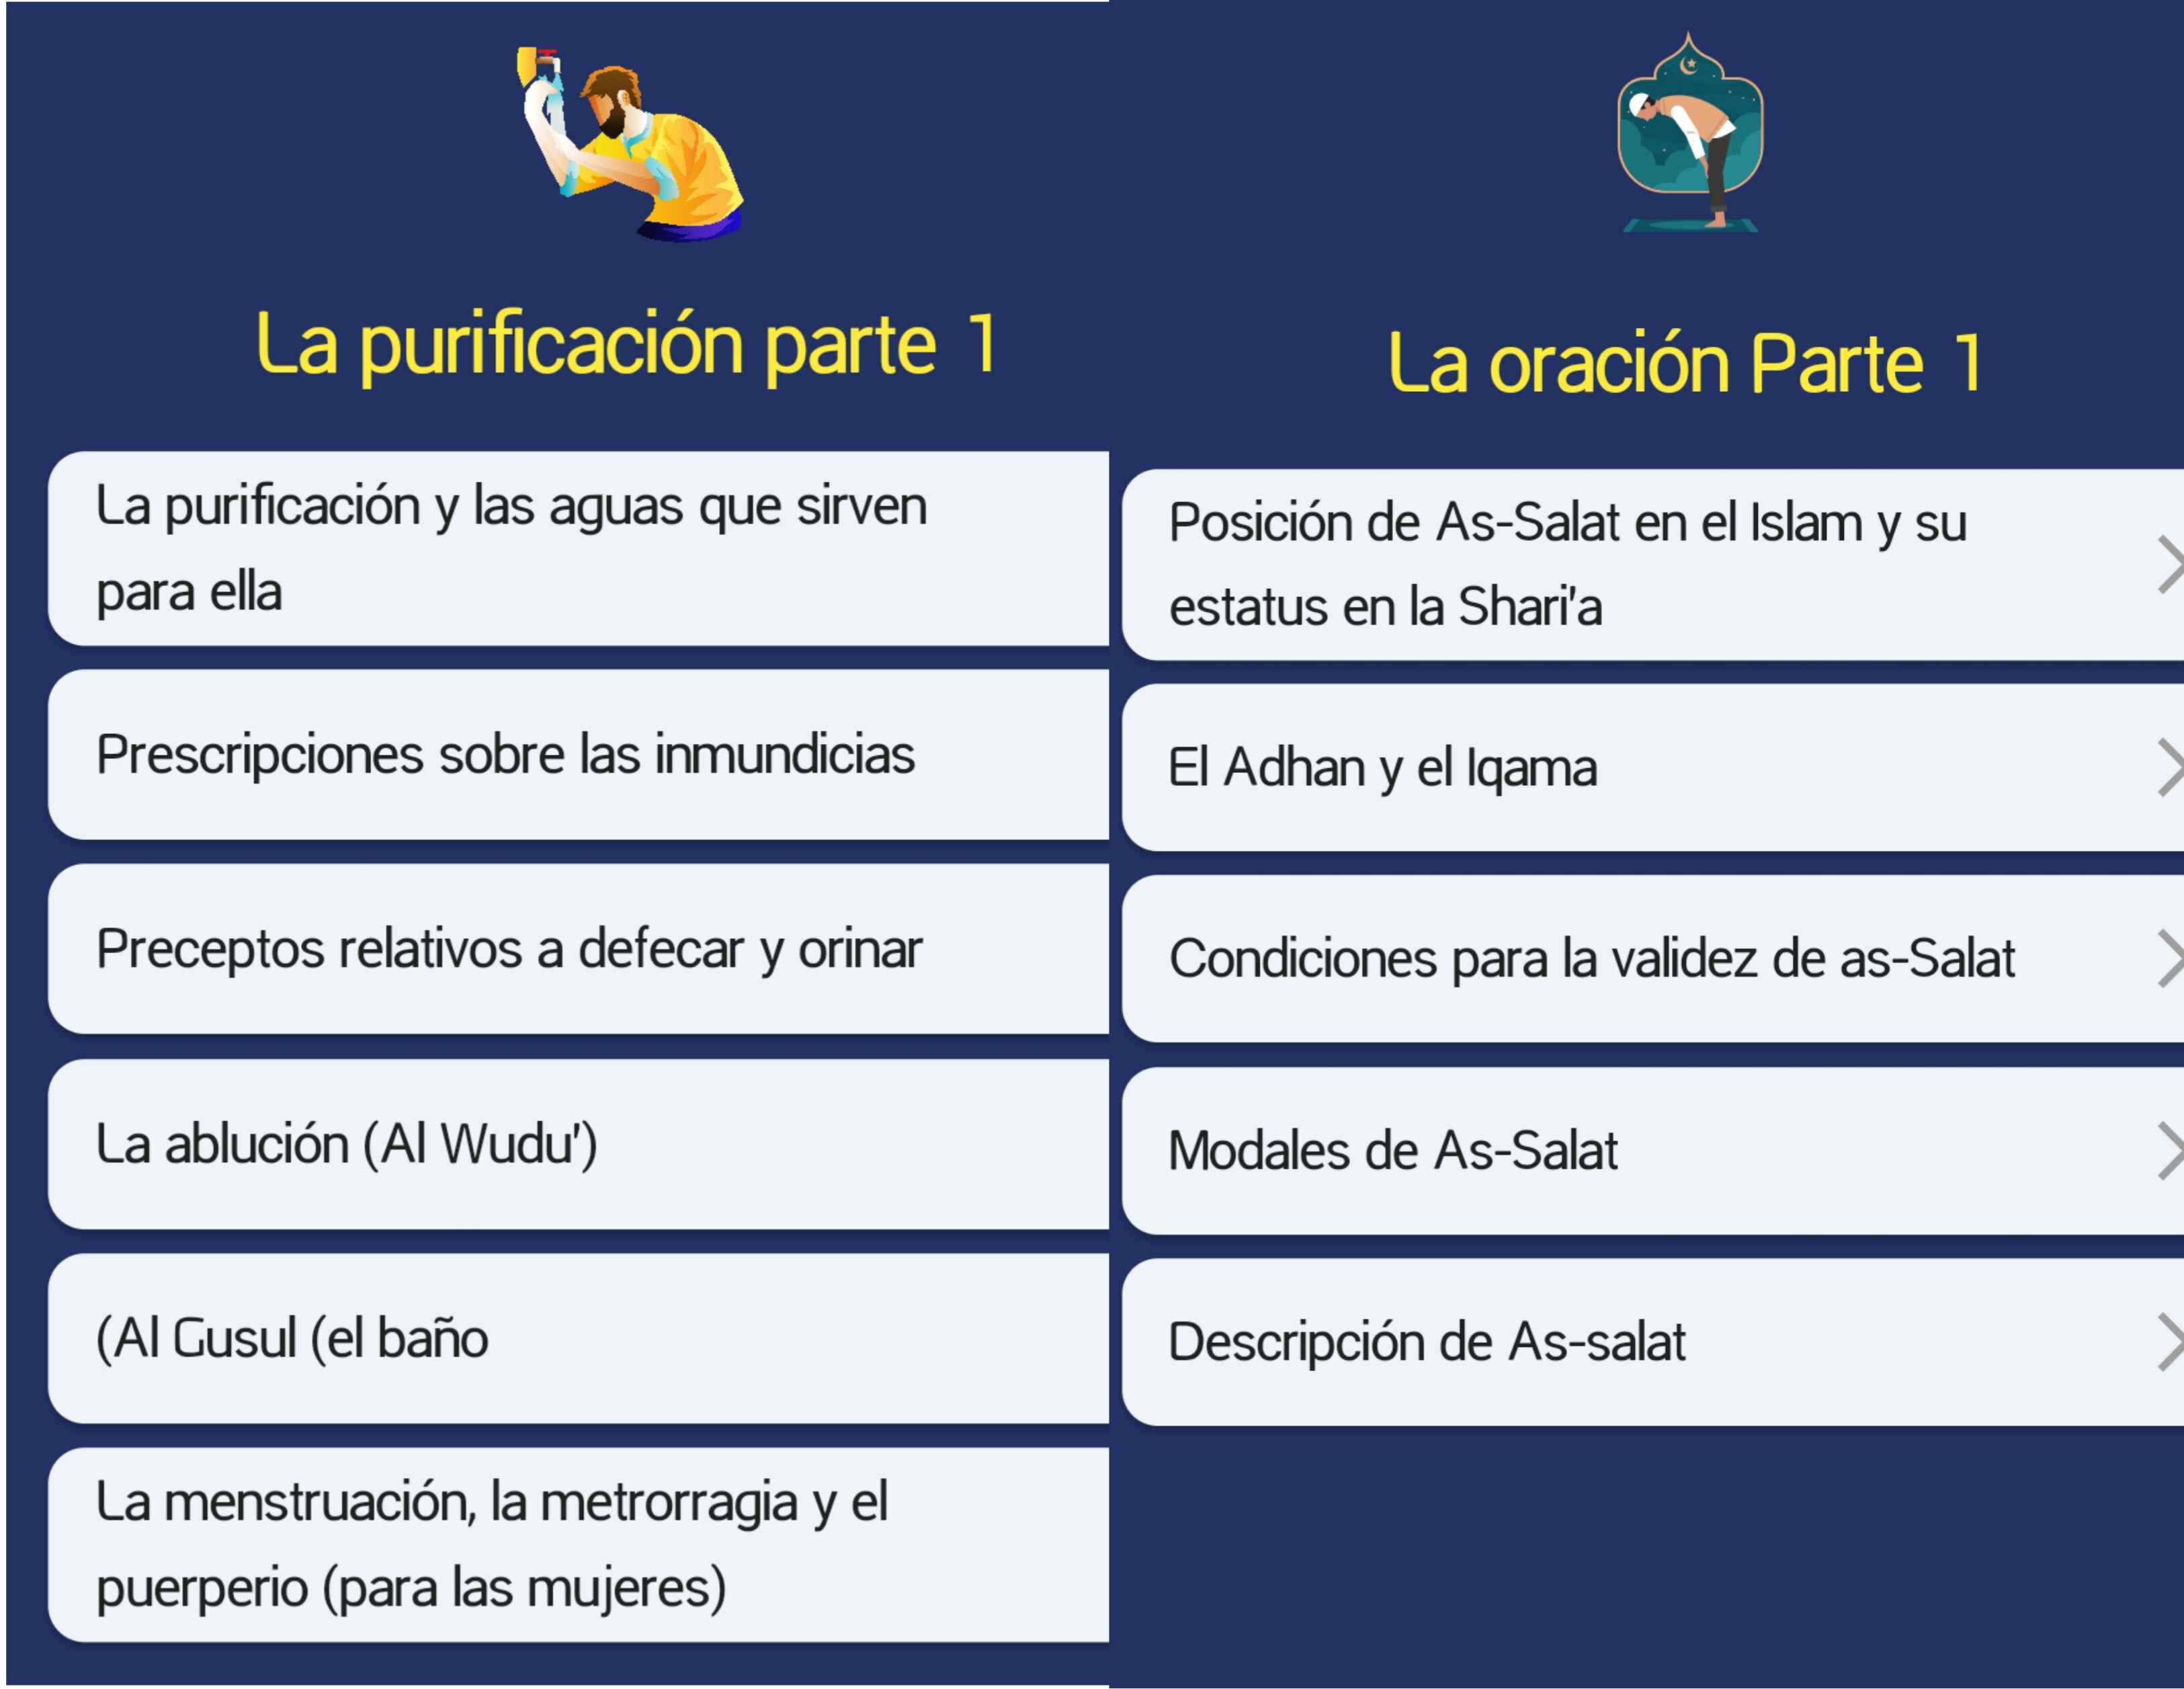 La purificación parte 1
La purificación y las aguas que sirven
para ella
Prescripciones sobre las inmundicias
Preceptos relativos a defecar y orinar
La ablución (Al Wudu')
(Al Gusul (el baño
La menstruación, la metrorragia y el
puerperio (para las mujeres)
La oración Parte 1
Posición de As-Salat en el Islam y su
estatus en la Shari'a
El Adhan y el Iqama
Condiciones para la validez de as-Salat
Modales de As-Salat
Descripción de As-salat